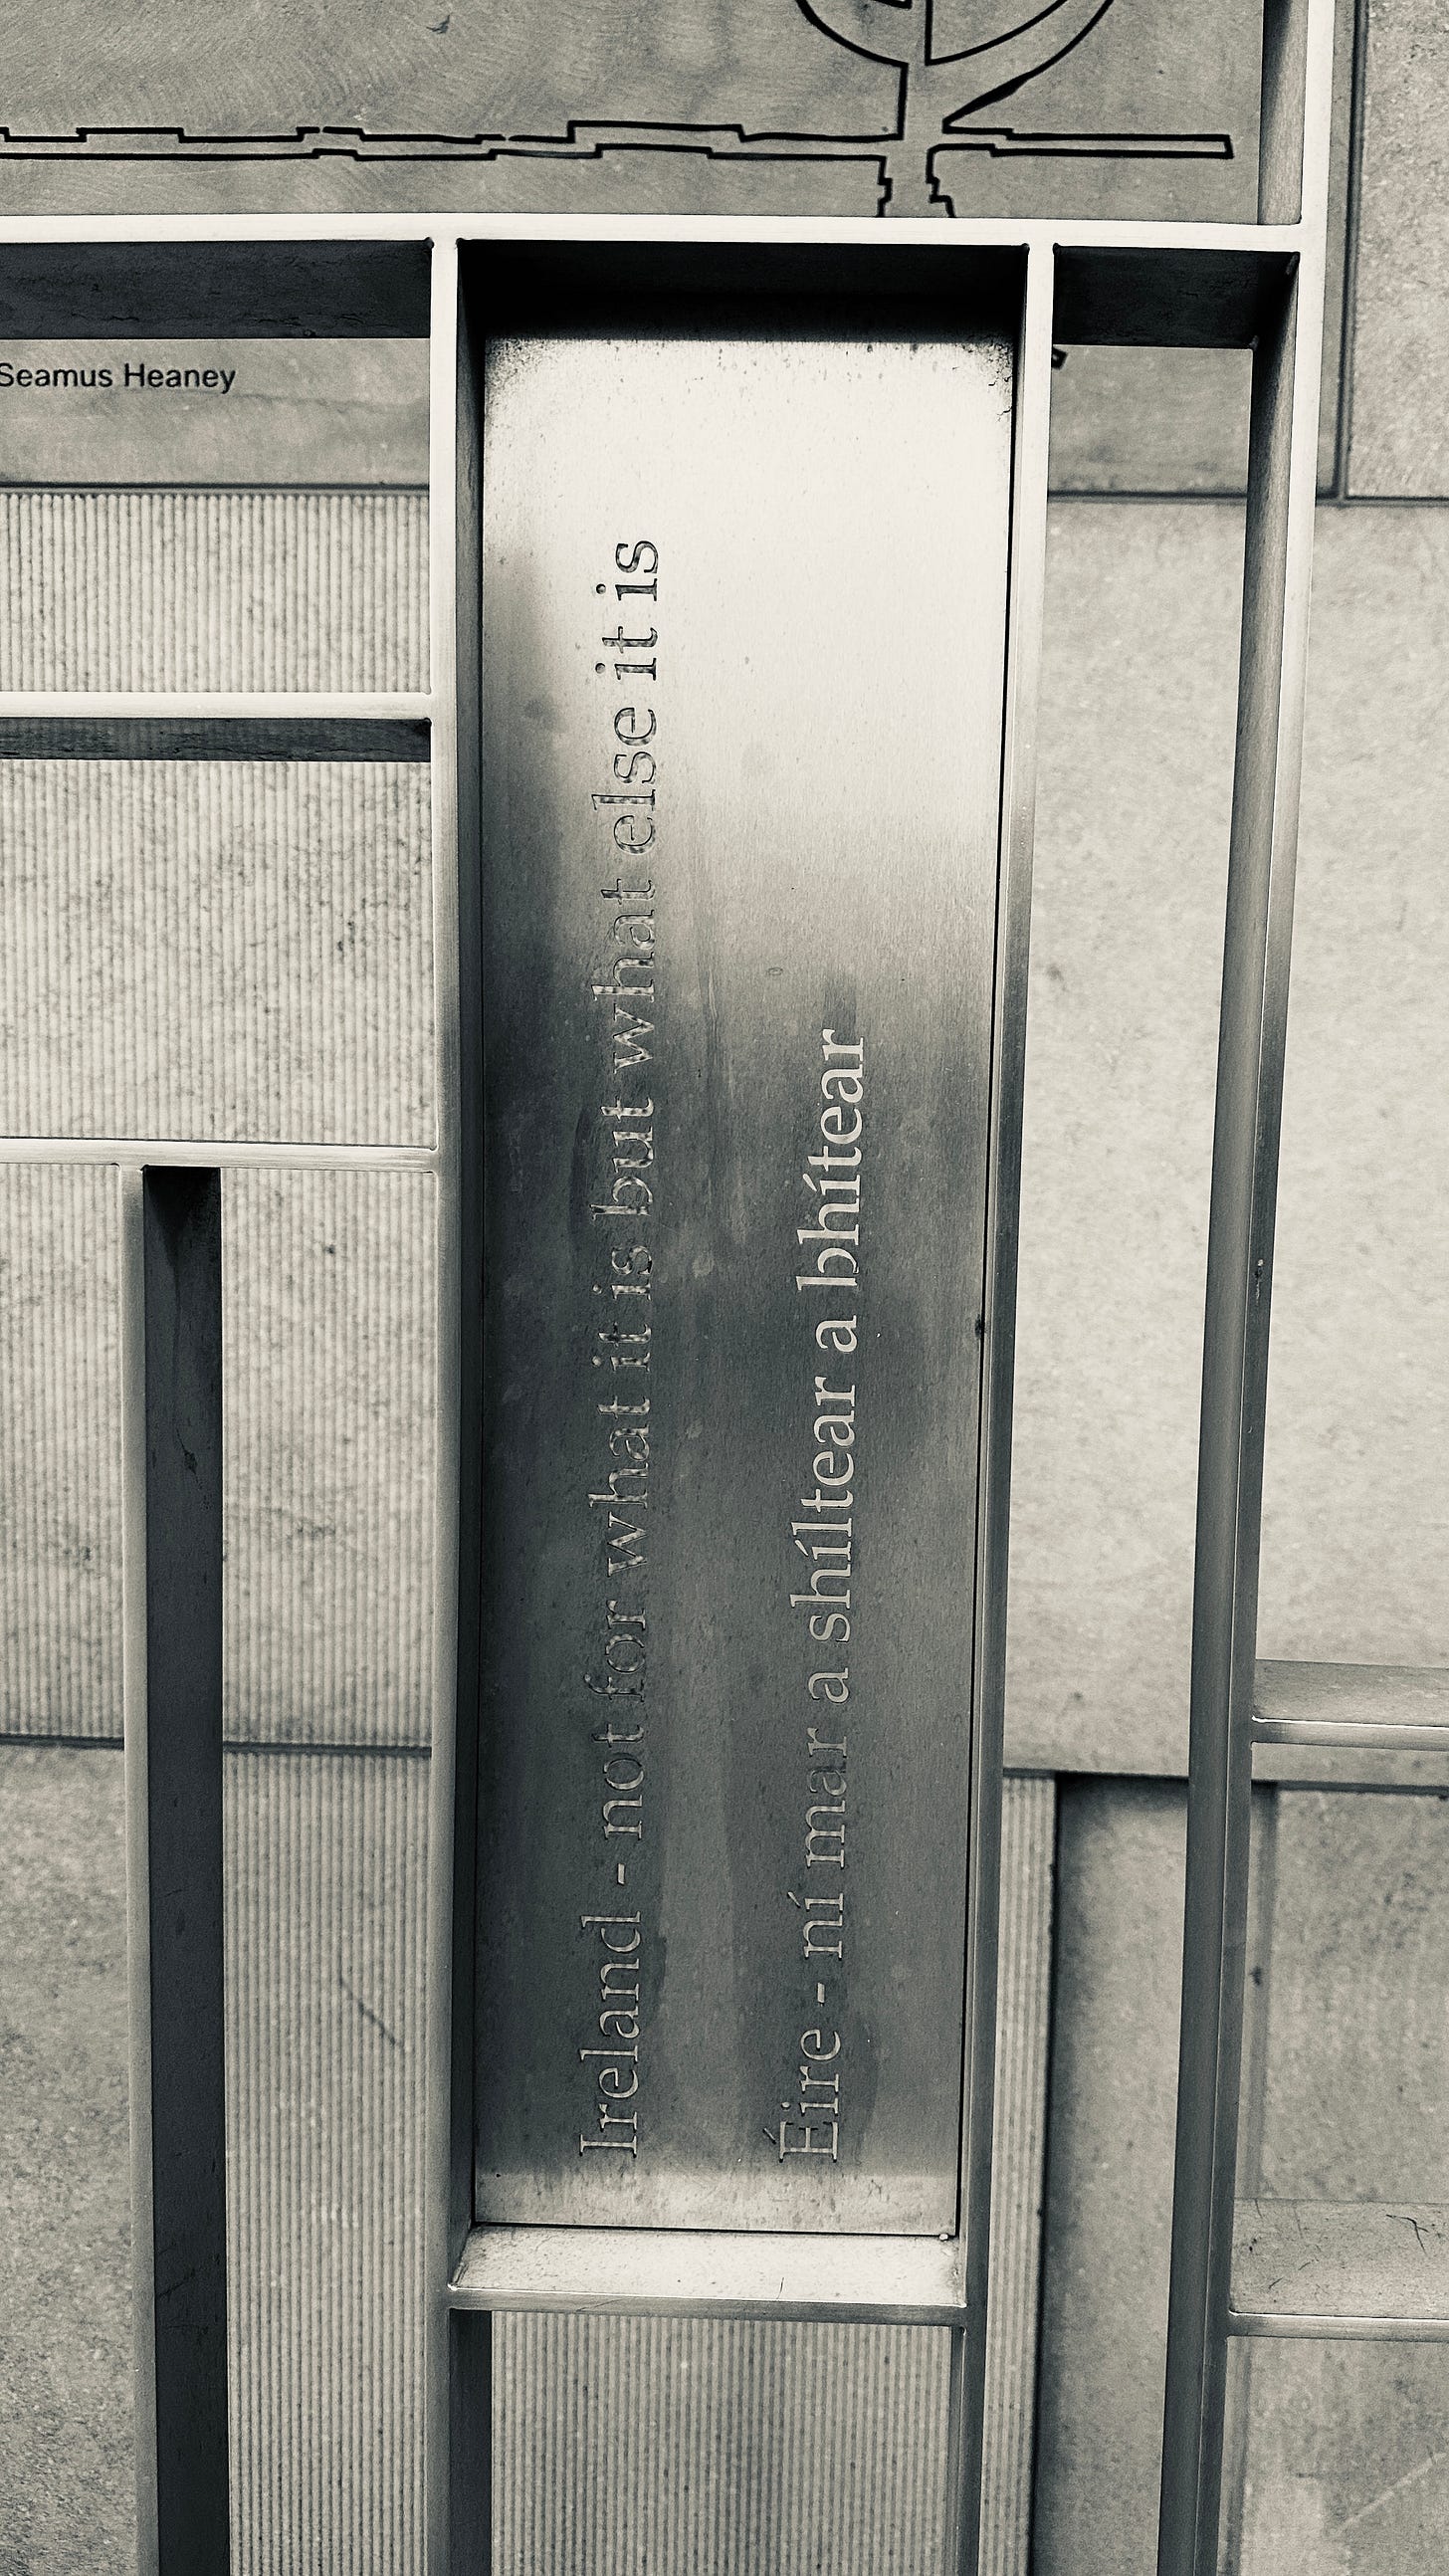 Seamus Heaney
Ireland - not for what it is but what else it is
Éire - ní mar a shíltear a bhítear